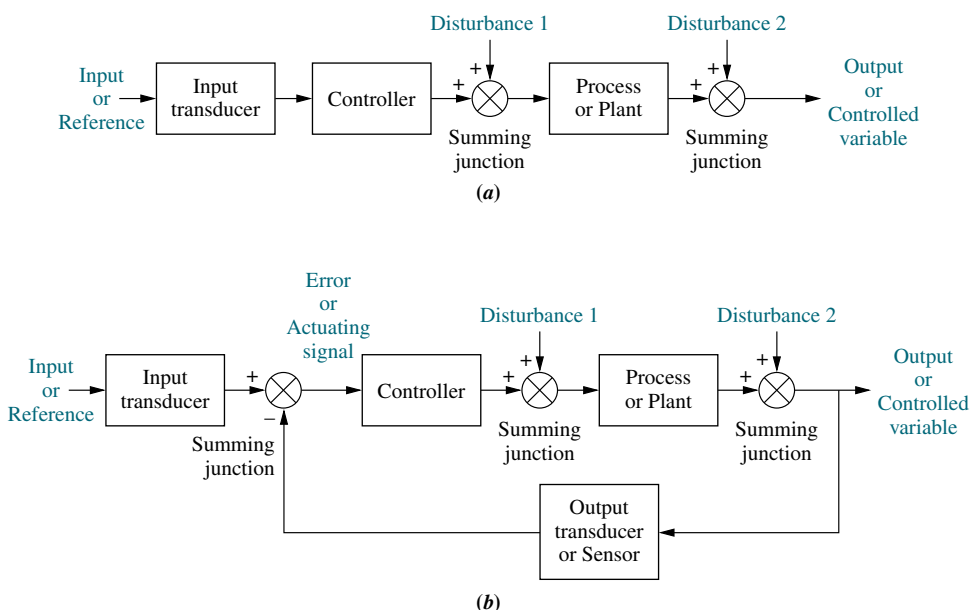 Disturbance 1
Disturbance 2
Input
or
Reference
Input
transducer
Controller
+
+
Summing
junction
Process
or Plant
+
+
Summing
junction
Output
or
Controlled
variable
(a)
Error
or
Actuating
signal
Disturbance 1
Disturbance 2
Input
or
Reference
Input
transducer
+
−
Summing
junction
Controller
+
+
Summing
junction
Process
or Plant
+
+
Summing
junction
Output
or
Controlled
variable
Output
transducer
or Sensor
(b)